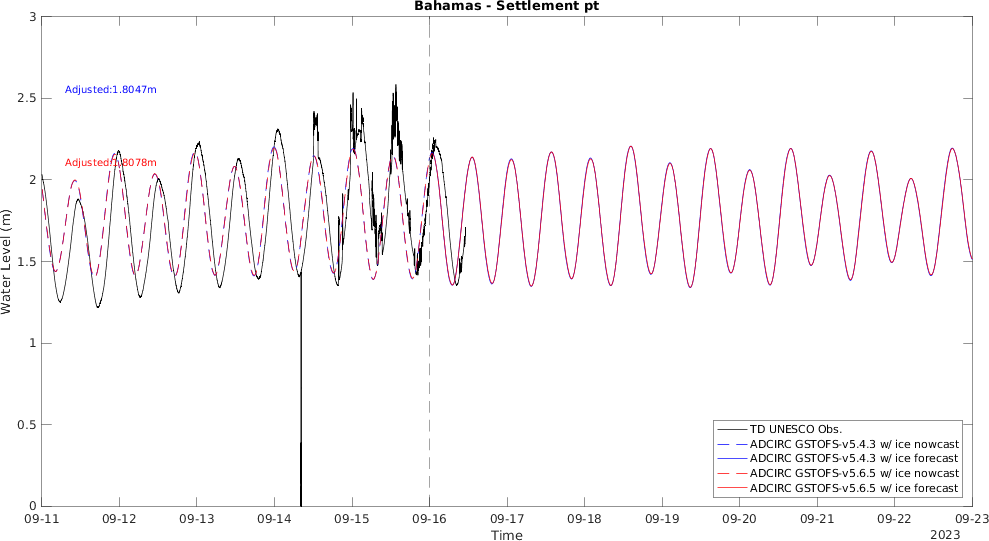 Bahamas - Settlement pt
3
2.5
2
1.5
1
0.5
0
Water Level (m)
Adjusted:1.8047m
Adjusted:1.8078m
TD UNESCO Obs.
ADCIRC GSTOFS-v5.4.3 w/ ice nowcast
ADCIRC GSTOFS-v5.4.3 w/ ice forecast
ADCIRC GSTOFS-v5.6.5 w/ ice nowcast
ADCIRC GSTOFS-v5.6.5 w/ ice forecast
09-11 09-12 09-13 09-14 09-15 09-16 09-17 09-18 09-19 09-20 09-21 09-22 09-23
Time
2023